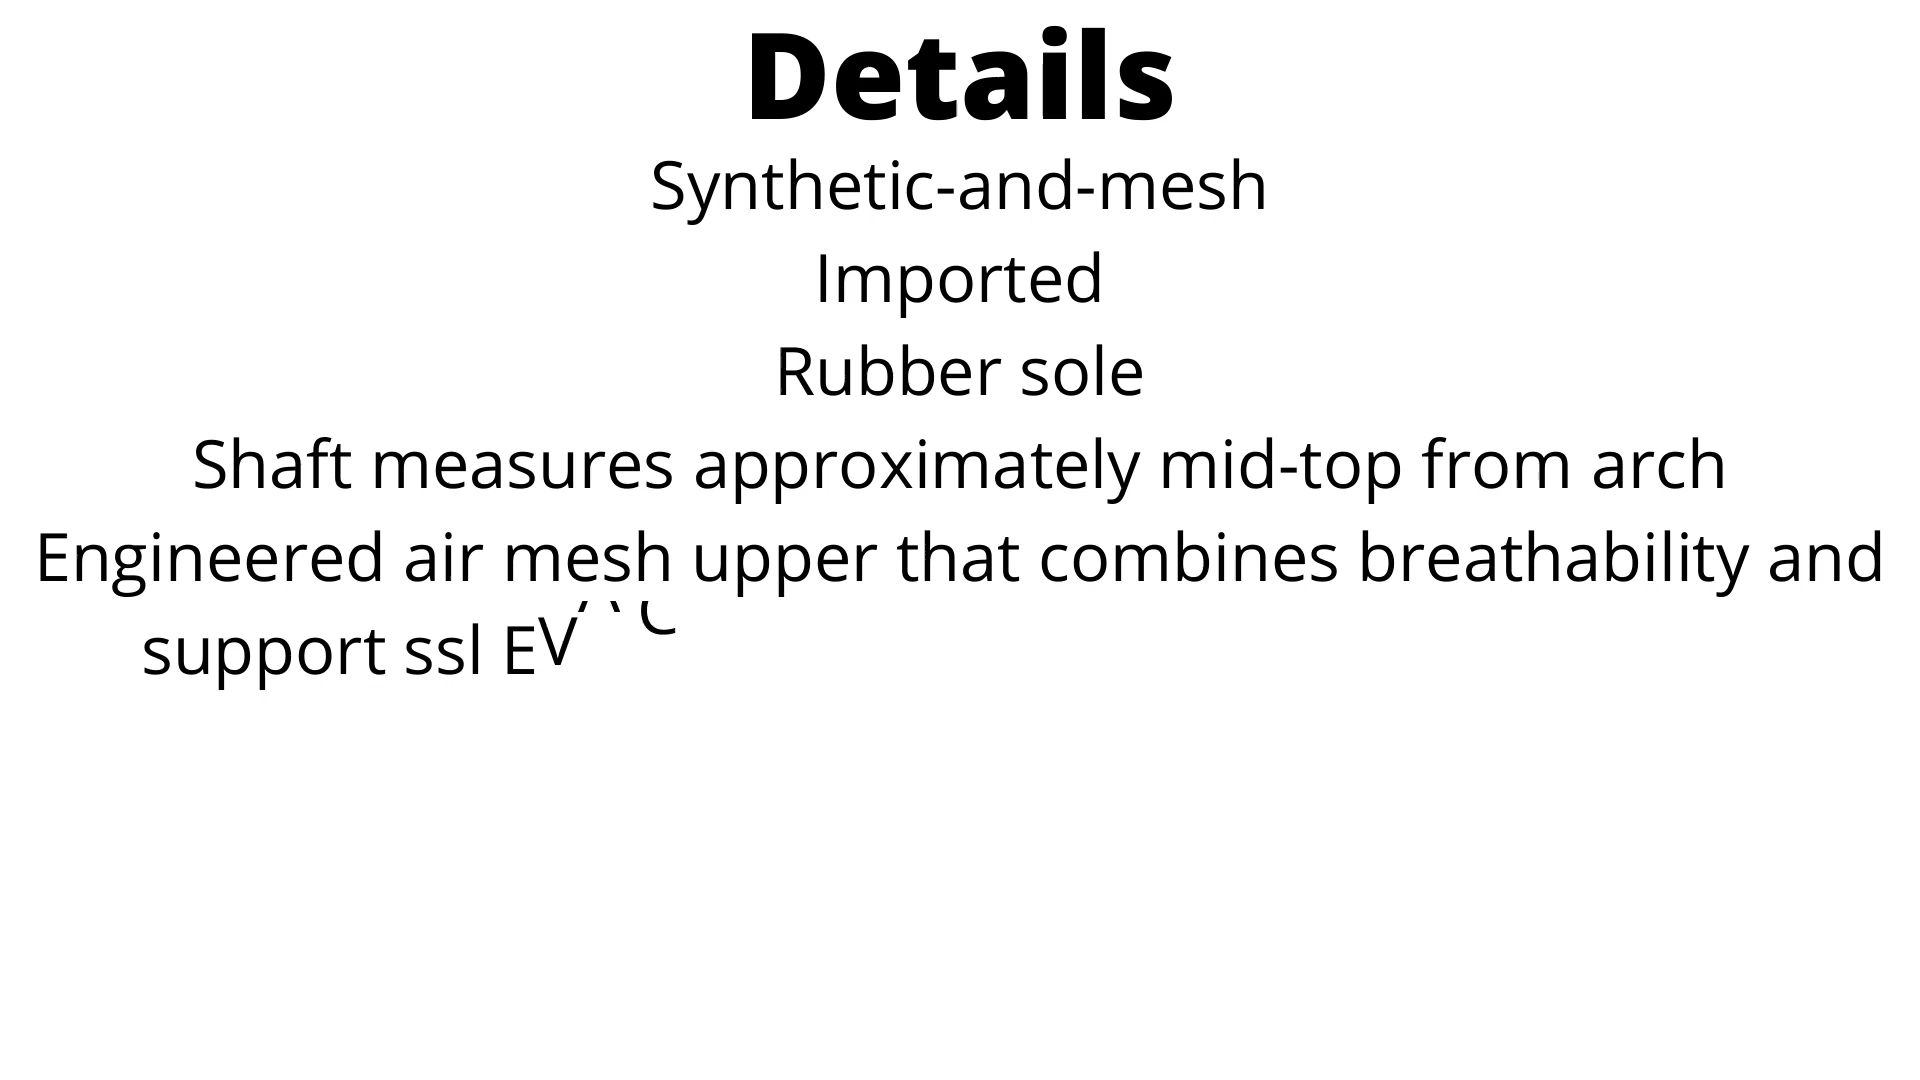 Details
Synthetic-and-mesh
Imported
Rubber sole
Shaft measures approximately mid-top from arch
Engineered air mesh upper that combines breathability and
support ssl EVA